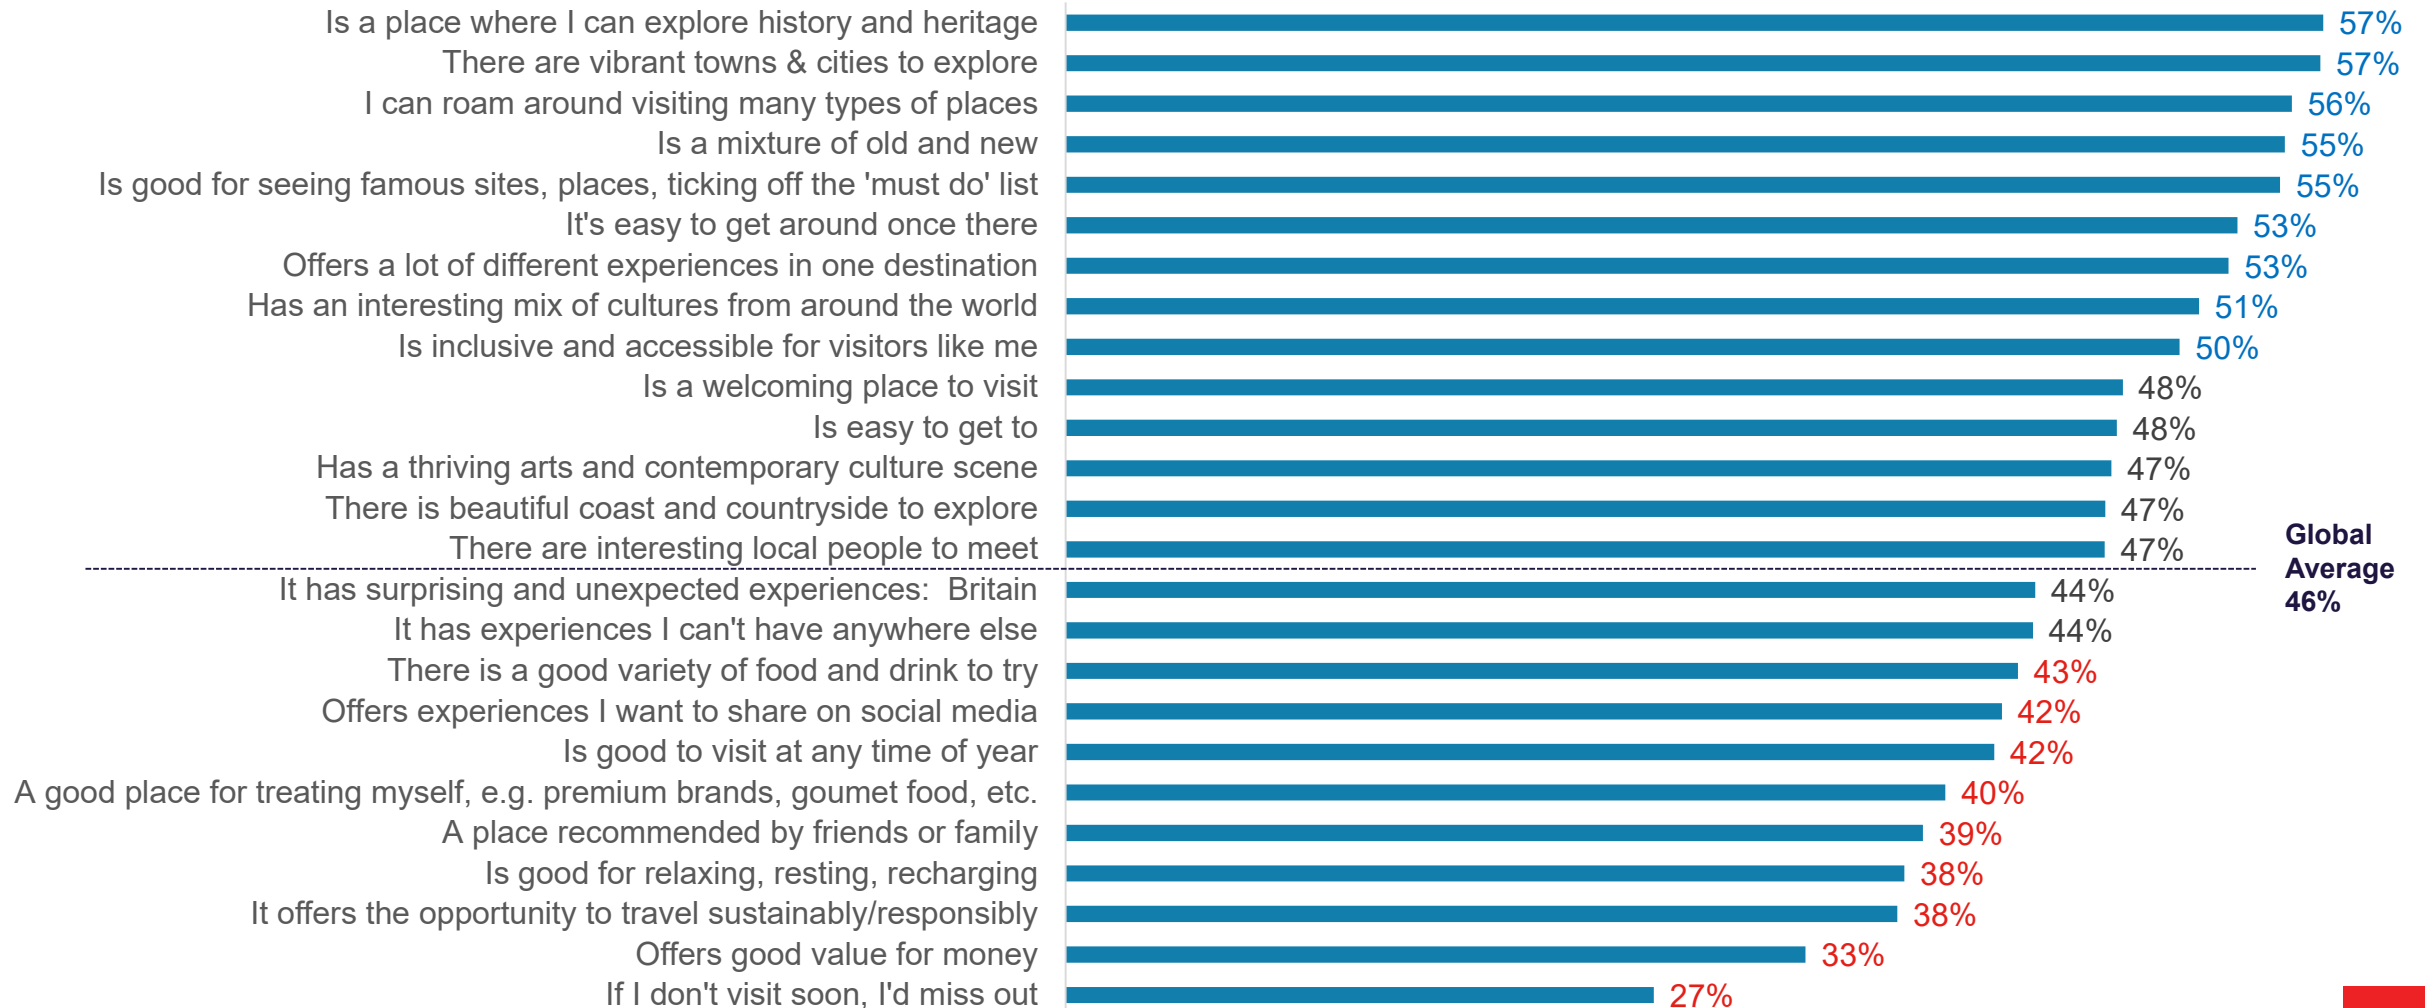 Is a place where I can explore history and heritage 57%
There are vibrant towns & cities to explore 57%
I can roam around visiting many types of places 56%
Is a mixture of old and new 55%
Is good for seeing famous sites, places, ticking off the 'must do' list 55%
It's easy to get around once there 53%
Offers a lot of different experiences in one destination 53%
Has an interesting mix of cultures from around the world 51%
Is inclusive and accessible for visitors like me 50%
Is a welcoming place to visit 48%
Is easy to get to 48%
Has a thriving arts and contemporary culture scene 47%
There is beautiful coast and countryside to explore 47%
There are interesting local people to meet 47%
Global
Average
46%
It has surprising and unexpected experiences:  Britain 44%
It has experiences I can't have anywhere else 44%
There is a good variety of food and drink to try 43%
Offers experiences I want to share on social media 42%
Is good to visit at any time of year 42%
A good place for treating myself, e.g. premium brands, goumet food, etc. 40%
A place recommended by friends or family 39%
Is good for relaxing, resting, recharging 38%
It offers the opportunity to travel sustainably/responsibly 38%
Offers good value for money 33%
If I don't visit soon, I'd miss out 27%